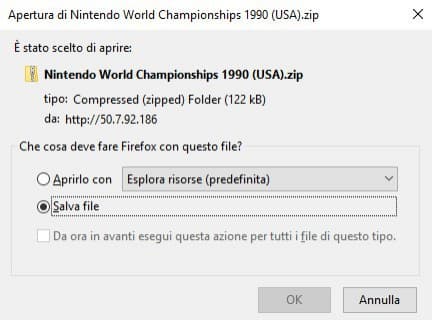 Apertura di Nintendo World Championships 1990 (USA).zip
È stato scelto di aprire:
Nintendo World Championships 1990 (USA).zip
tipo: Compressed (zipped) Folder (122 kB)
da: http://50.7.92.186
Che cosa deve fare Firefox con questo file?
Aprirlo con Esplora risorse (predefinita)
Salva file
Da ora in avanti esegui questa azione per tutti i file di questo tipo.
OK Annulla